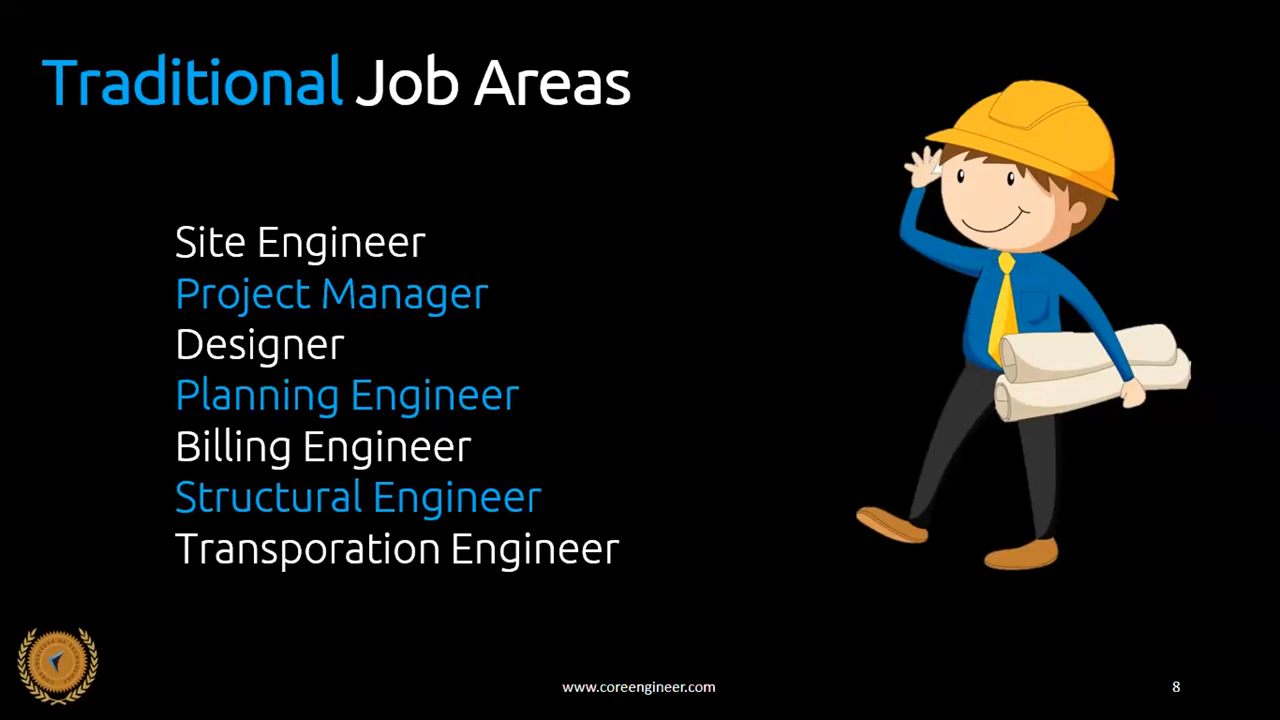 Traditional Job Areas
Site Engineer
Project Manager
Designer
Planning Engineer
Billing Engineer
Structural Engineer
Transporation Engineer
www.coreengineer.com
8